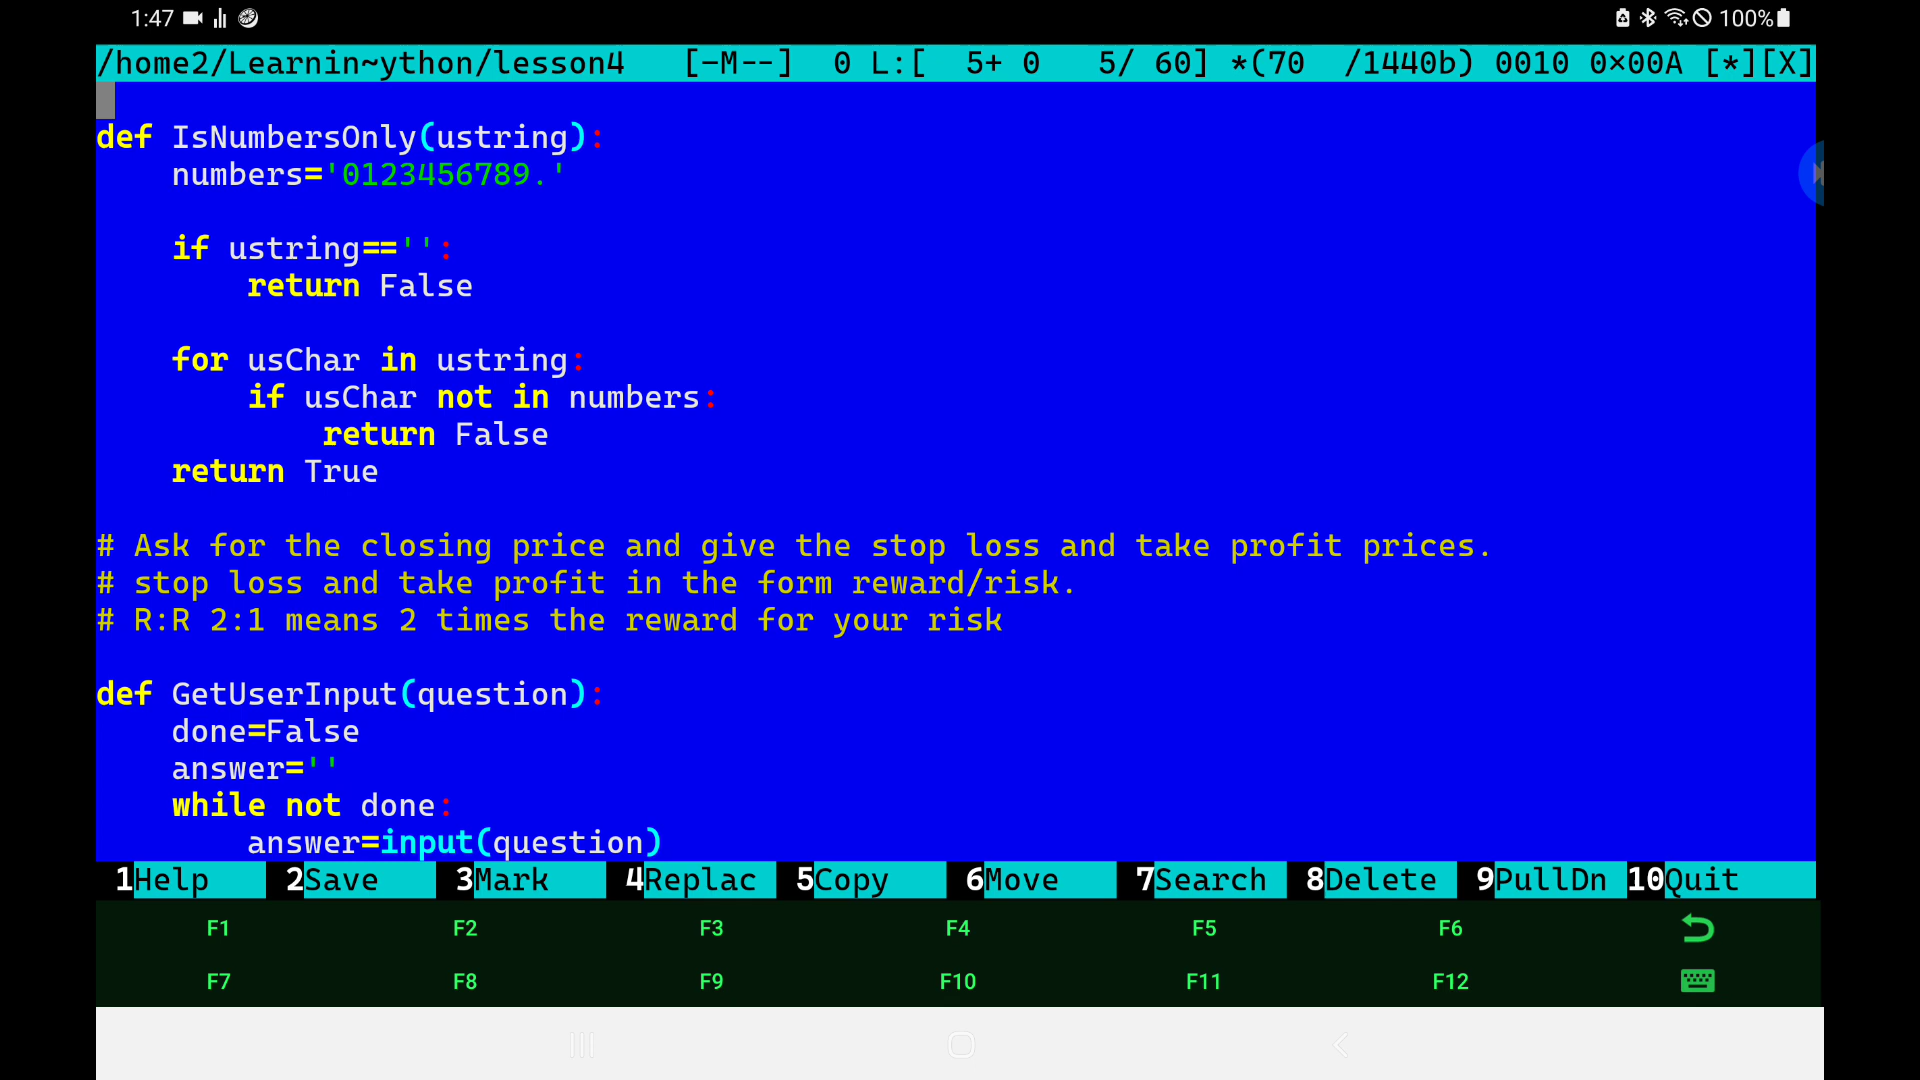 1:47 100%
/home2/Learnin~ython/lesson4 [-M--] 0 L:[ 5+ 0 5/ 60] *(70 /1440b) 0010 0x00A [*][X]
def IsNumbersOnly(ustring):
    numbers='0123456789.'
    if ustring=='':
        return False
    for usChar in ustring:
        if usChar not in numbers:
            return False
    return True
# Ask for the closing price and give the stop loss and take profit prices.
# stop loss and take profit in the form reward/risk.
# R:R 2:1 means 2 times the reward for your risk
def GetUserInput(question):
    done=False
    answer=''
    while not done:
        answer=input(question)
1Help 2Save 3Mark 4Replac 5Copy 6Move 7Search 8Delete 9PullDn 10Quit
F1 F2 F3 F4 F5 F6
F7 F8 F9 F10 F11 F12